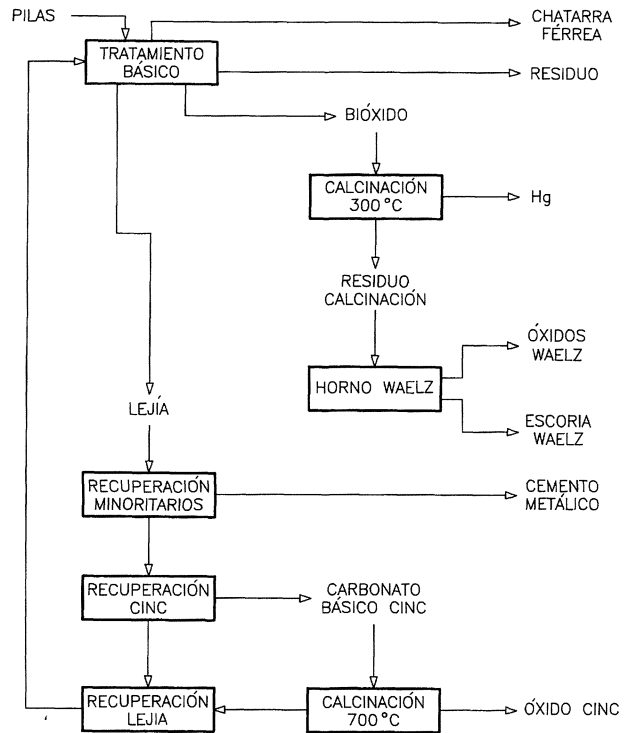 PILAS
CHATARRA
FÉRREA
TRATAMIENTO
BÁSICO
RESIDUO
BIÓXIDO
CALCINACIÓN
300°C
Hg
RESIDUO
CALCINACIÓN
ÓXIDOS
WAELZ
HORNO WAELZ
LEJÍA
ESCORIA
WAELZ
RECUPERACIÓN
MINORITARIOS
CEMENTO
METÁLICO
RECUPERACIÓN
CINC
CARBONATO
BÁSICO CINC
RECUPERACIÓN
LEJIA
CALCINACIÓN
700°C
ÓXIDO CINC